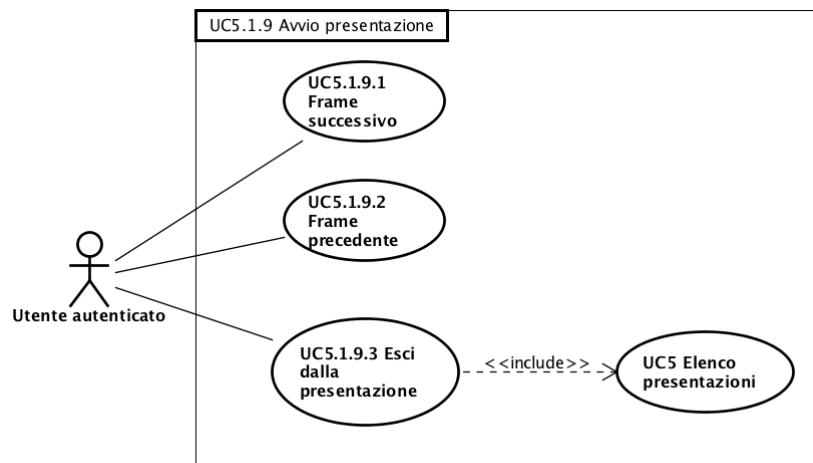 UC5.1.9 Avvio presentazione
UC5.1.9.1
Frame
successivo
UC5.1.9.2
Frame
precedente
Utente autenticato
UC5.1.9.3 Esci
dalla
presentazione
<<include>>
UC5 Elenco
presentazioni